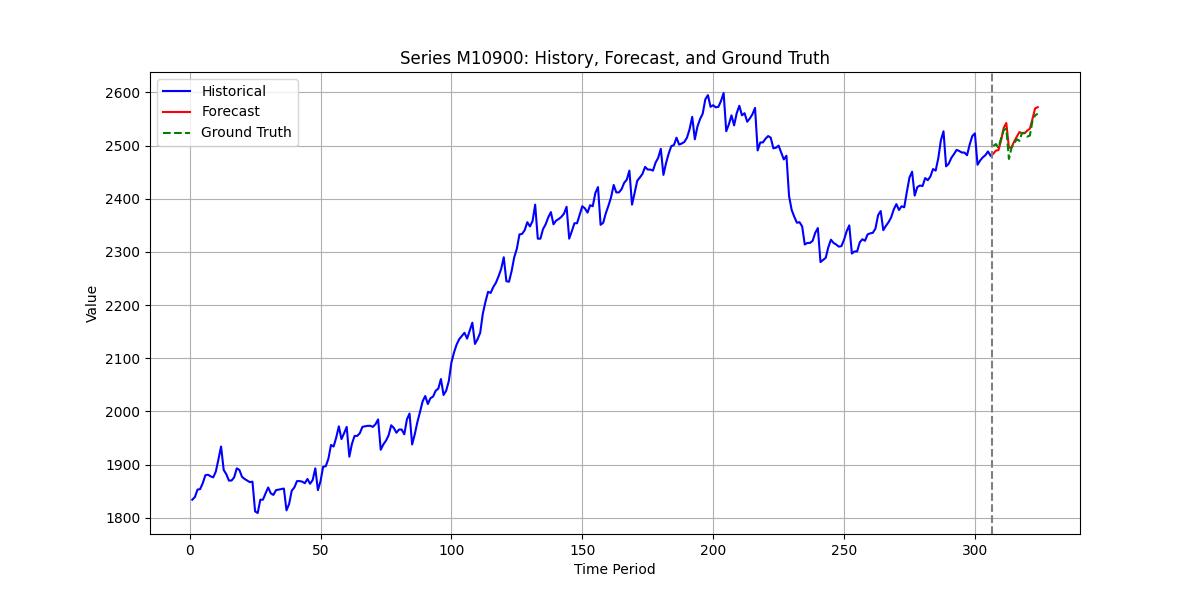 Series M10900: History, Forecast, and Ground Truth
Historical
Forecast
Ground Truth
2600
2500
2400
2300
2200
2100
2000
1900
1800
Value
0 50 100 150 200 250 300
Time Period